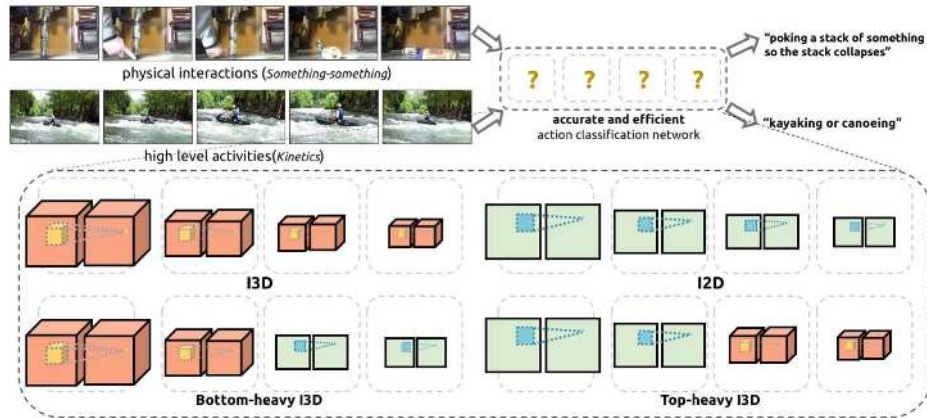 physical interactions (Something-something)
"poking a stack of something
so the stack collapses"
? ? ? ?
accurate and efficient
action classification network
"kayaking or canoeing"
high level activities(Kinetics)
I3D
I2D
Bottom-heavy I3D
Top-heavy I3D